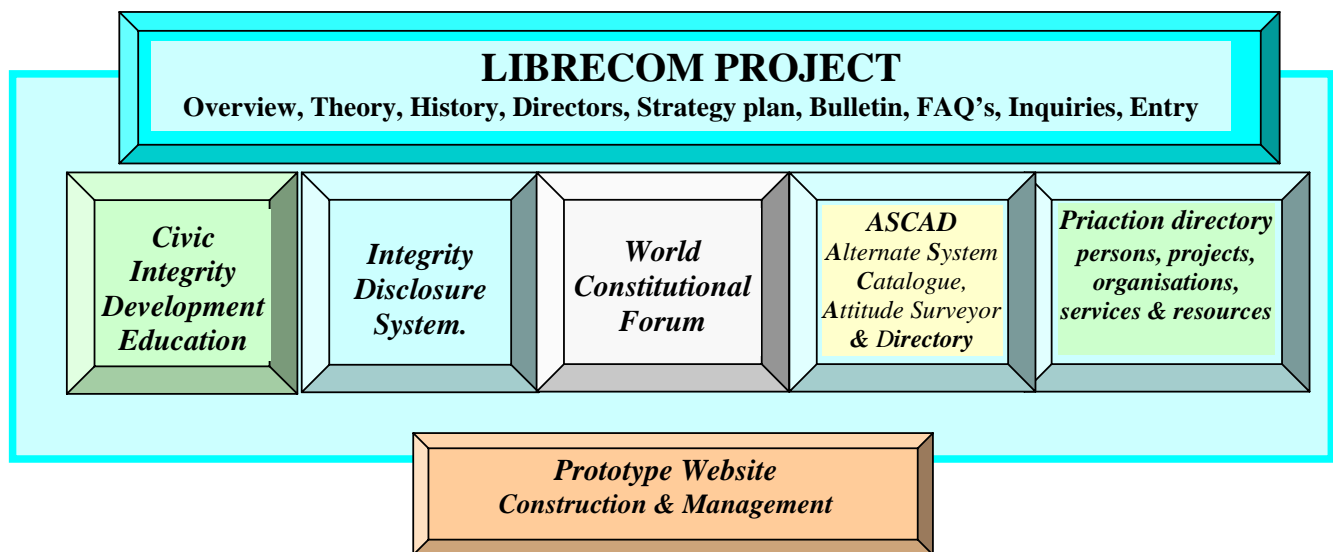 LIBRECOM PROJECT
Overview, Theory, History, Directors, Strategy plan, Bulletin, FAQ's, Inquiries, Entry
Civic
Integrity
Development
Education
Integrity
Disclosure
System.
World
Constitutional
Forum
ASCAD
Alternate System
Catalogue,
Attitude Surveyor
& Directory
Priaction directory
persons, projects,
organisations,
services & resources
Prototype Website
Construction & Management